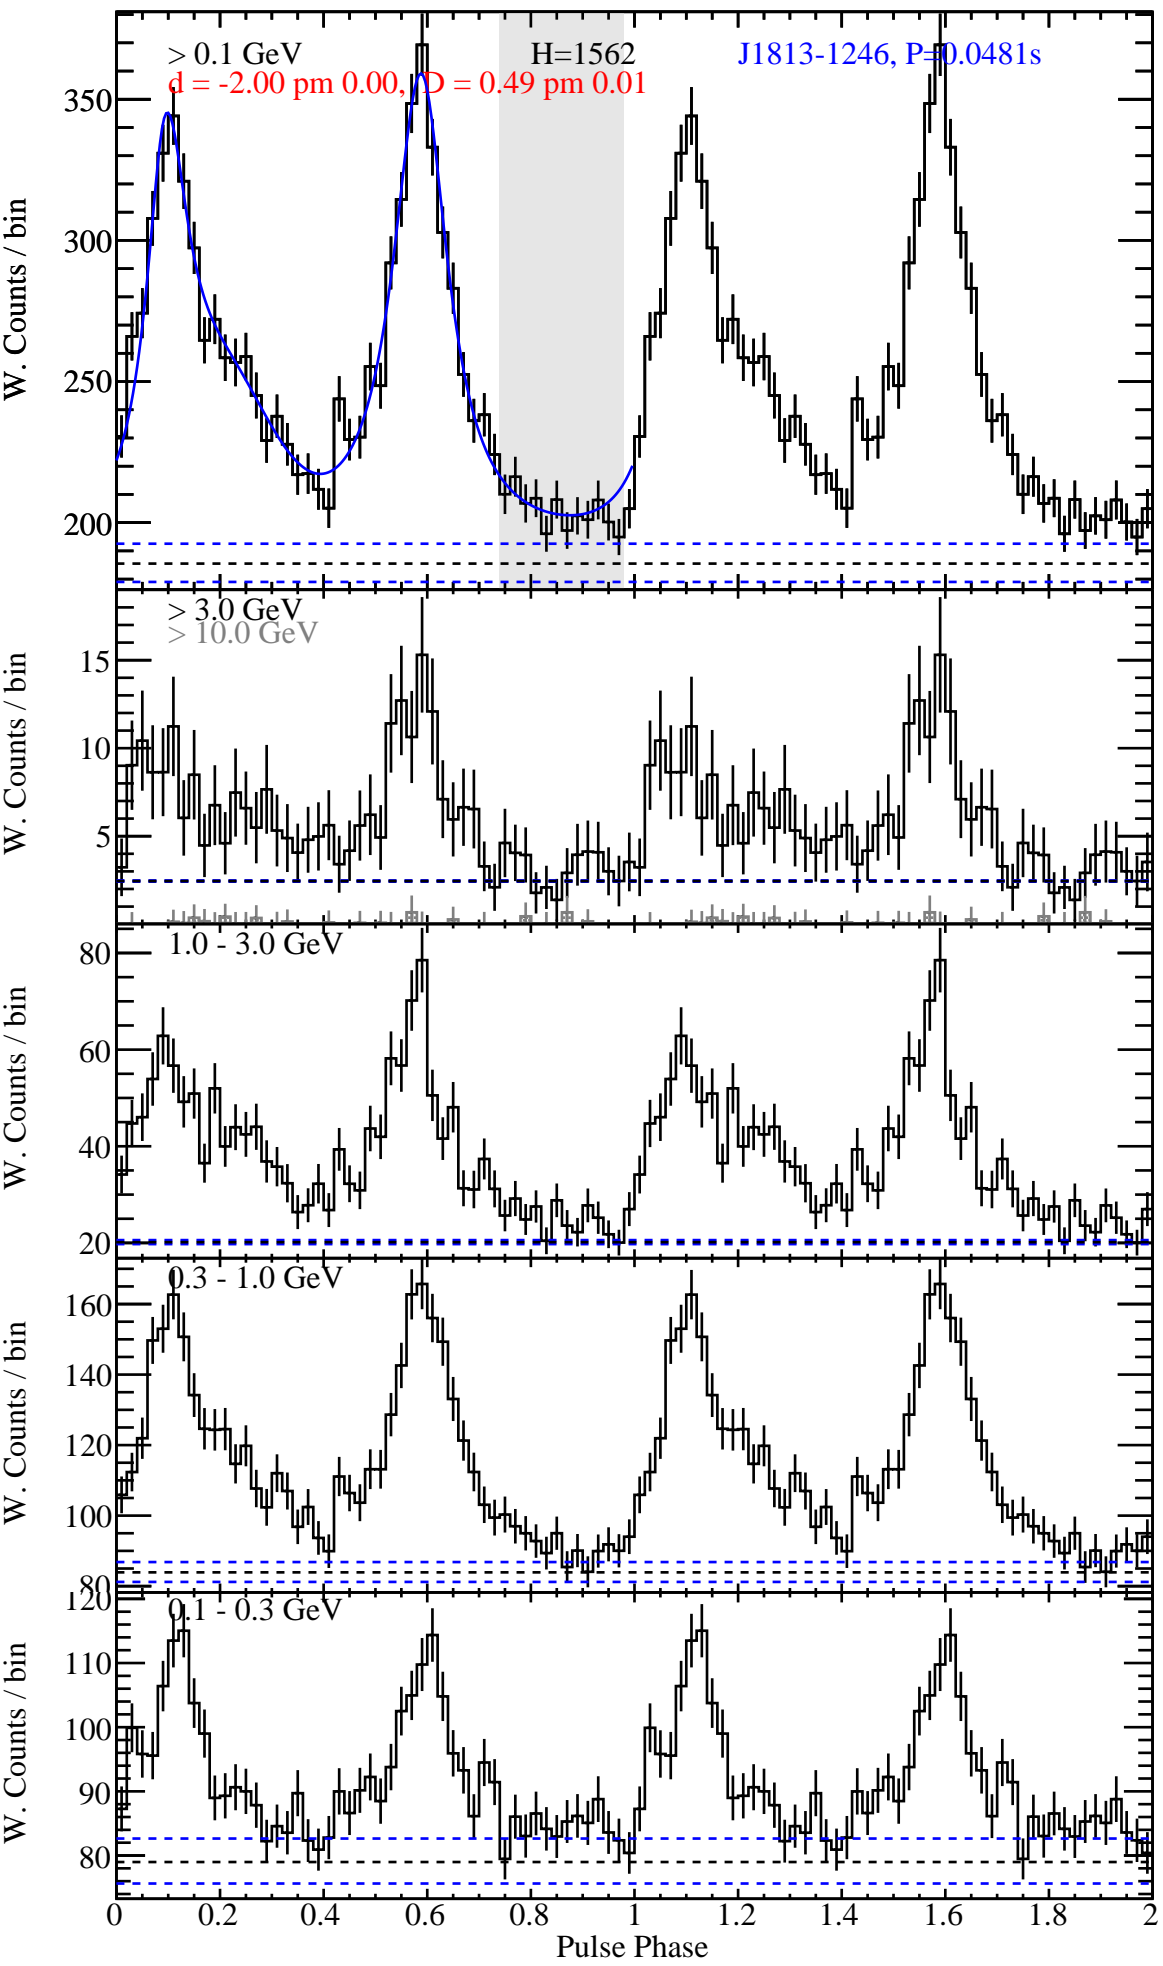 > 0.1 GeV
H=1562
J1813-1246, P=0.0481s
d = -2.00 pm 0.00, D = 0.49 pm 0.01
W. Counts / bin
350
300
250
200
> 3.0 GeV
> 10.0 GeV
W. Counts / bin
15
10
5
1.0 - 3.0 GeV
W. Counts / bin
80
60
40
20
0.3 - 1.0 GeV
W. Counts / bin
160
140
120
100
80
0.1 - 0.3 GeV
W. Counts / bin
120
110
100
90
80
0 0.2 0.4 0.6 0.8 1 1.2 1.4 1.6 1.8 2
Pulse Phase